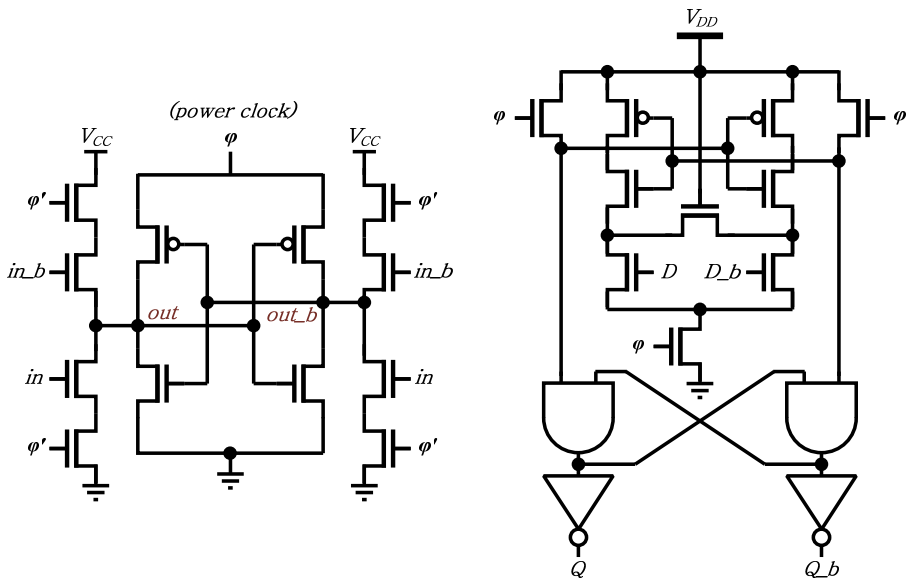 V_DD
φ
φ
(power clock)
φ
V_CC
V_CC
φ'
φ'
in_b
in_b
out
out_b
in
in
φ'
φ'
D
D_b
φ
Q
Q_b